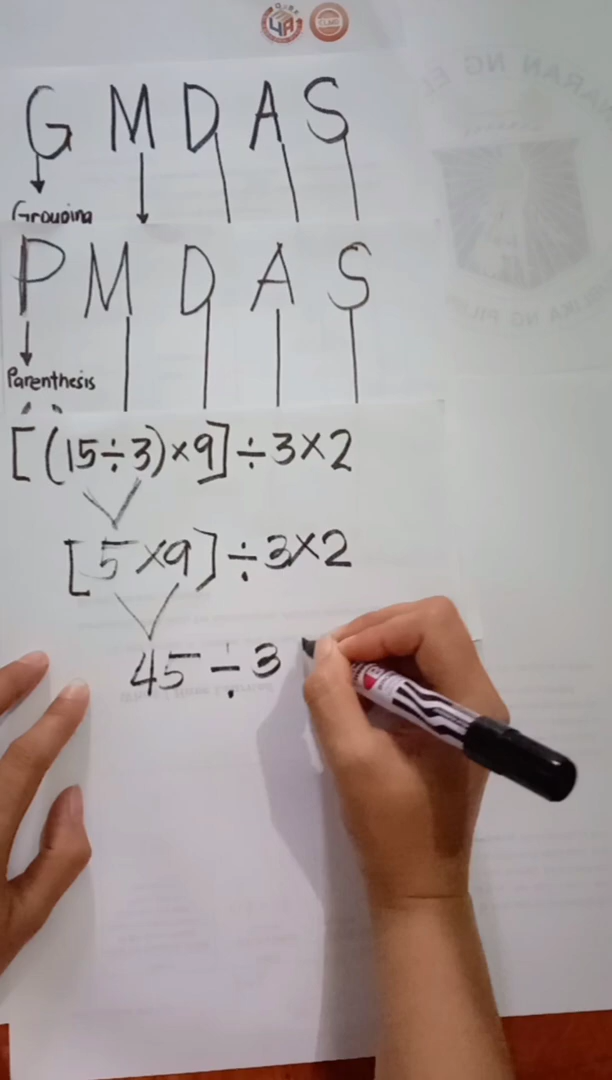 G M D A S
Grouping
P M D A S
Parenthesis
[(15÷3)×9]÷3×2
[5×9]÷3×2
45÷3